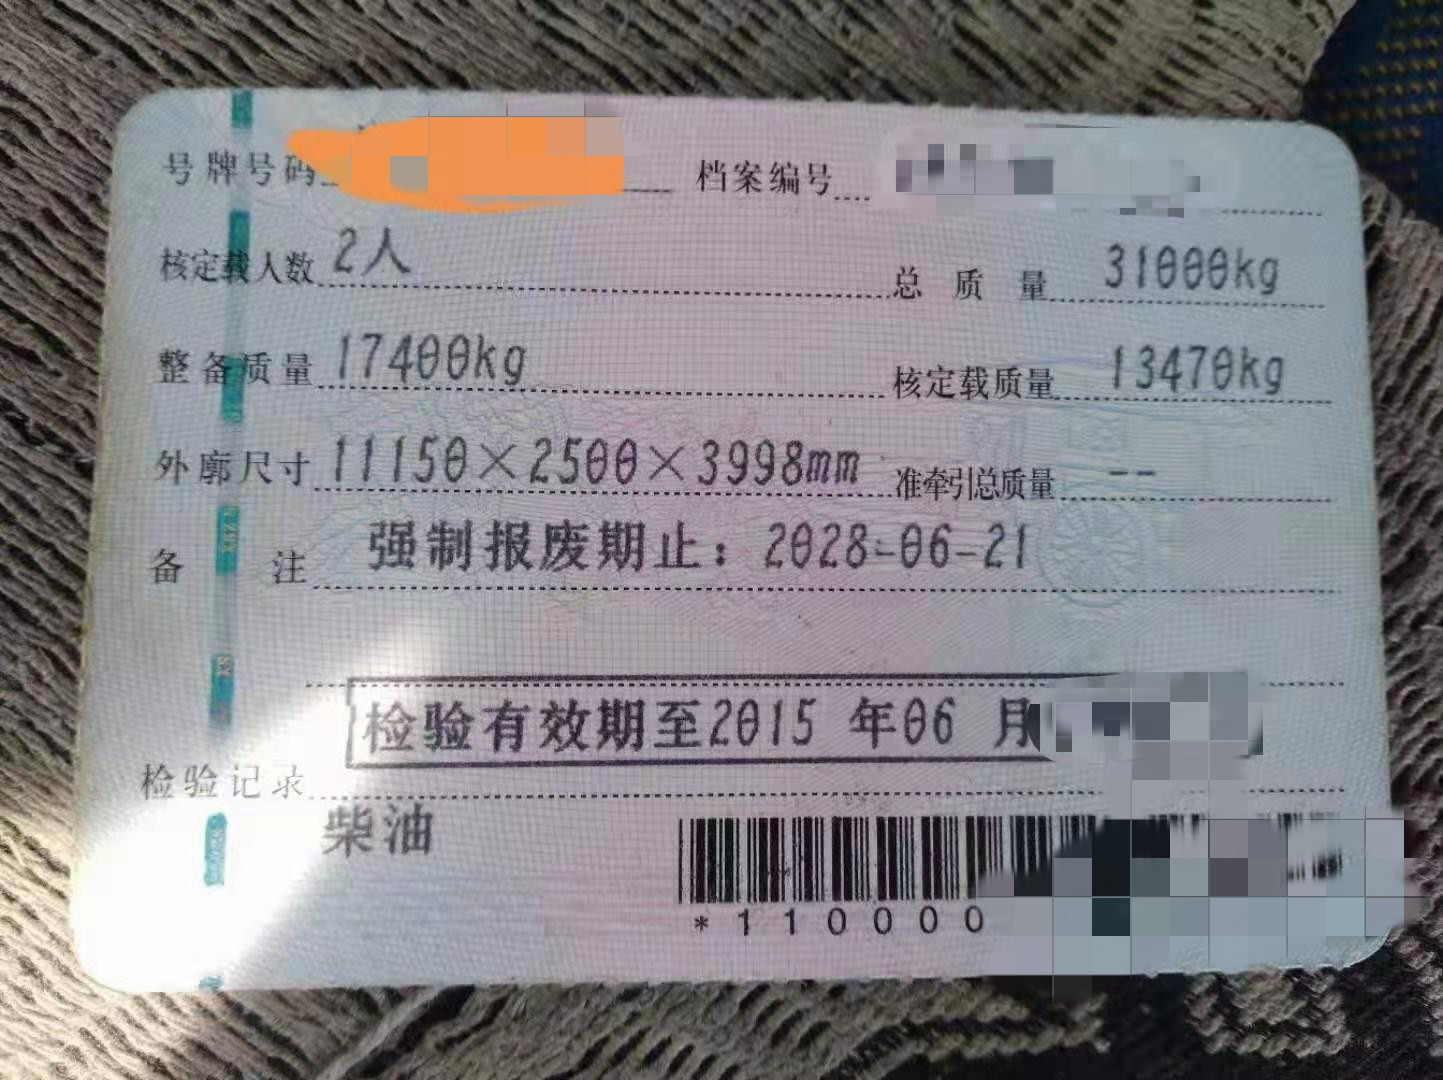 号牌号码 档案编号
核定载人数 2人 总质量 31000kg
整备质量 17400kg 核定载质量 13470kg
外廓尺寸 11150×2500×3998mm 准牵引总质量 --
备注 强制报废期止：2028-06-21
检验有效期至2015 年06 月
检验记录
柴油
*110000